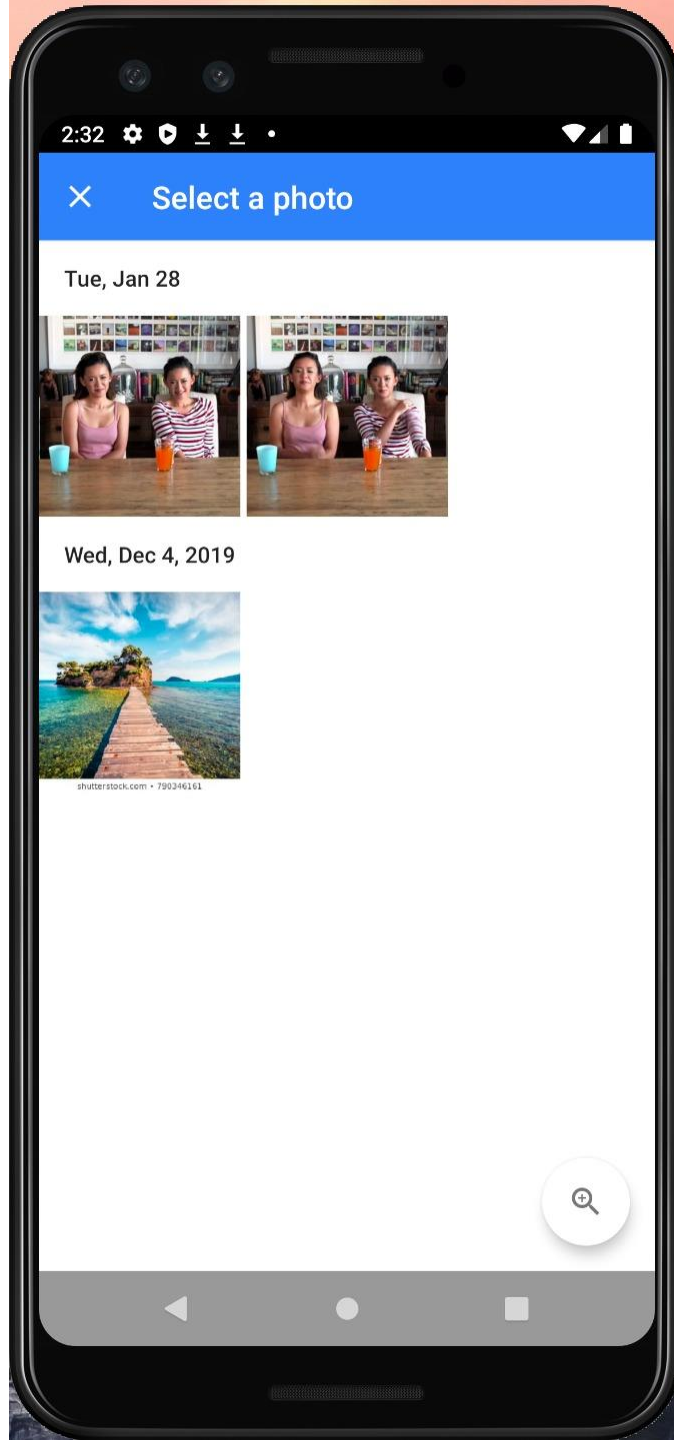 2:32
Select a photo
Tue, Jan 28
Wed, Dec 4, 2019
shutterstock.com • 790346161